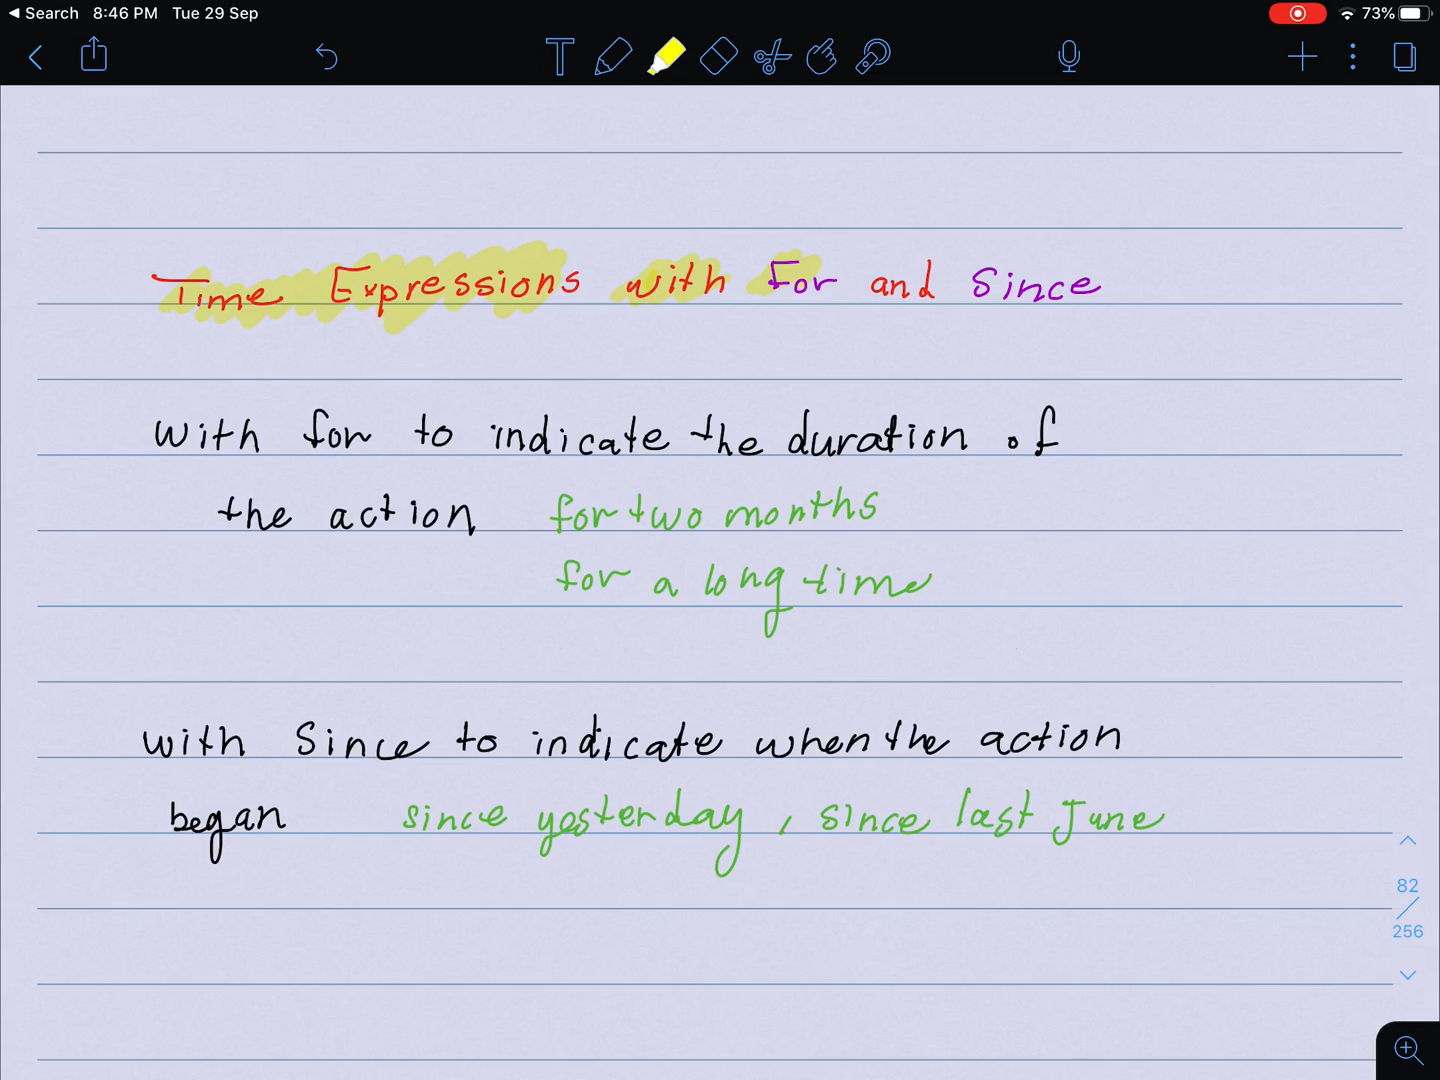 Search 8:46 PM Tue 29 Sep 73%
T
Time Expressions with For and Since
with for to indicate the duration of
the action for two months
for a long time
with Since to indicate when the action
began since yesterday, since last June
82
256